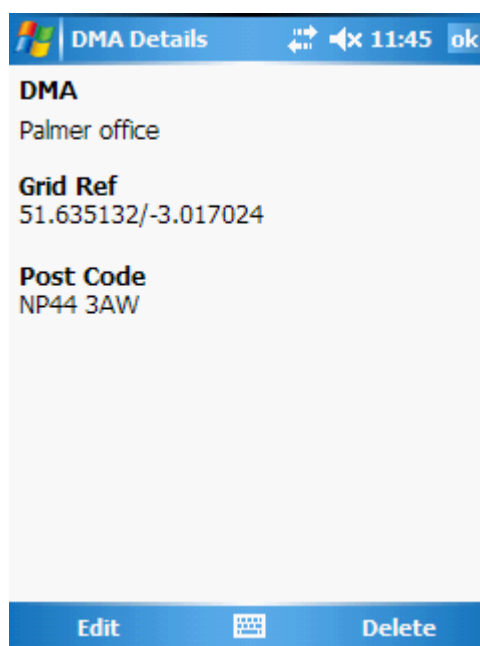 DMA Details 11:45 ok
DMA
Palmer office
Grid Ref
51.635132/-3.017024
Post Code
NP44 3AW
Edit Delete